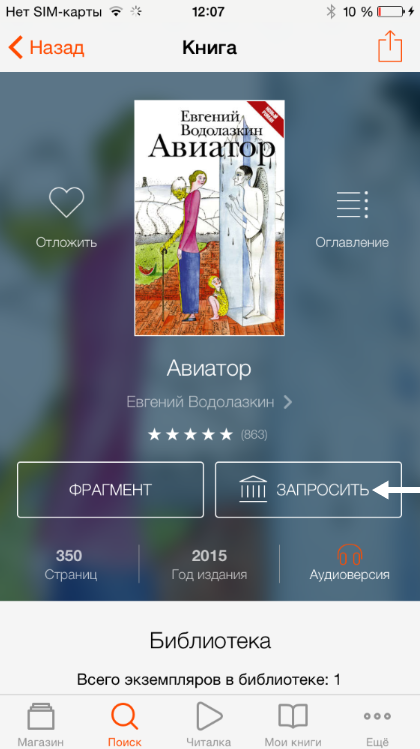 Нет SIM-карты
12:07
10 %
Назад
Книга
Евгений
Водолазкин
Авиатор
Отложить
Оглавление
Авиатор
Евгений Водолазкин
(863)
ФРАГМЕНТ
ЗАПРОСИТЬ
350
Страниц
2015
Год издания
Аудиоверсия
Библиотека
Всего экземпляров в библиотеке: 1
Магазин
Поиск
Читалка
Мои книги
Ещё